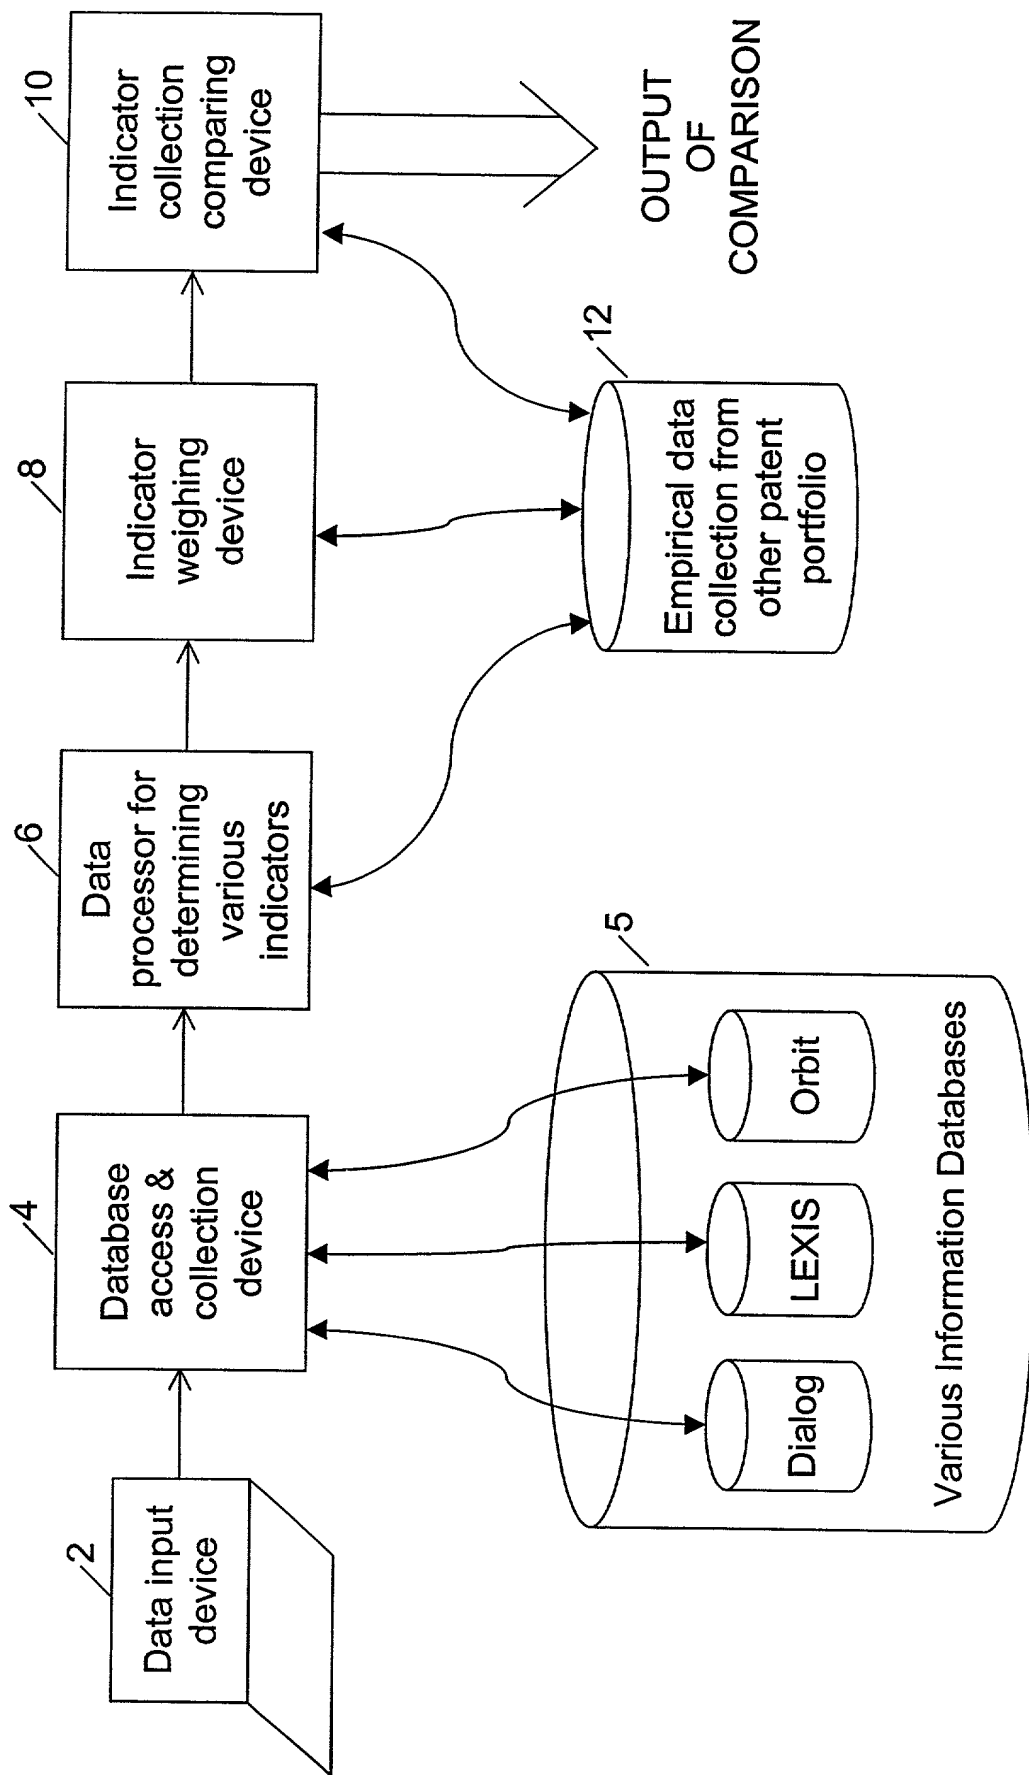 2
Data input
device
4
Database
access &
collection
device
6
Data
processor for
determining
various
indicators
8
Indicator
weighing
device
10
Indicator
collection
comparing
device
5
Dialog
LEXIS
Orbit
Various Information Databases
12
Empirical data
collection from
other patent
portfolio
OUTPUT
OF
COMPARISON